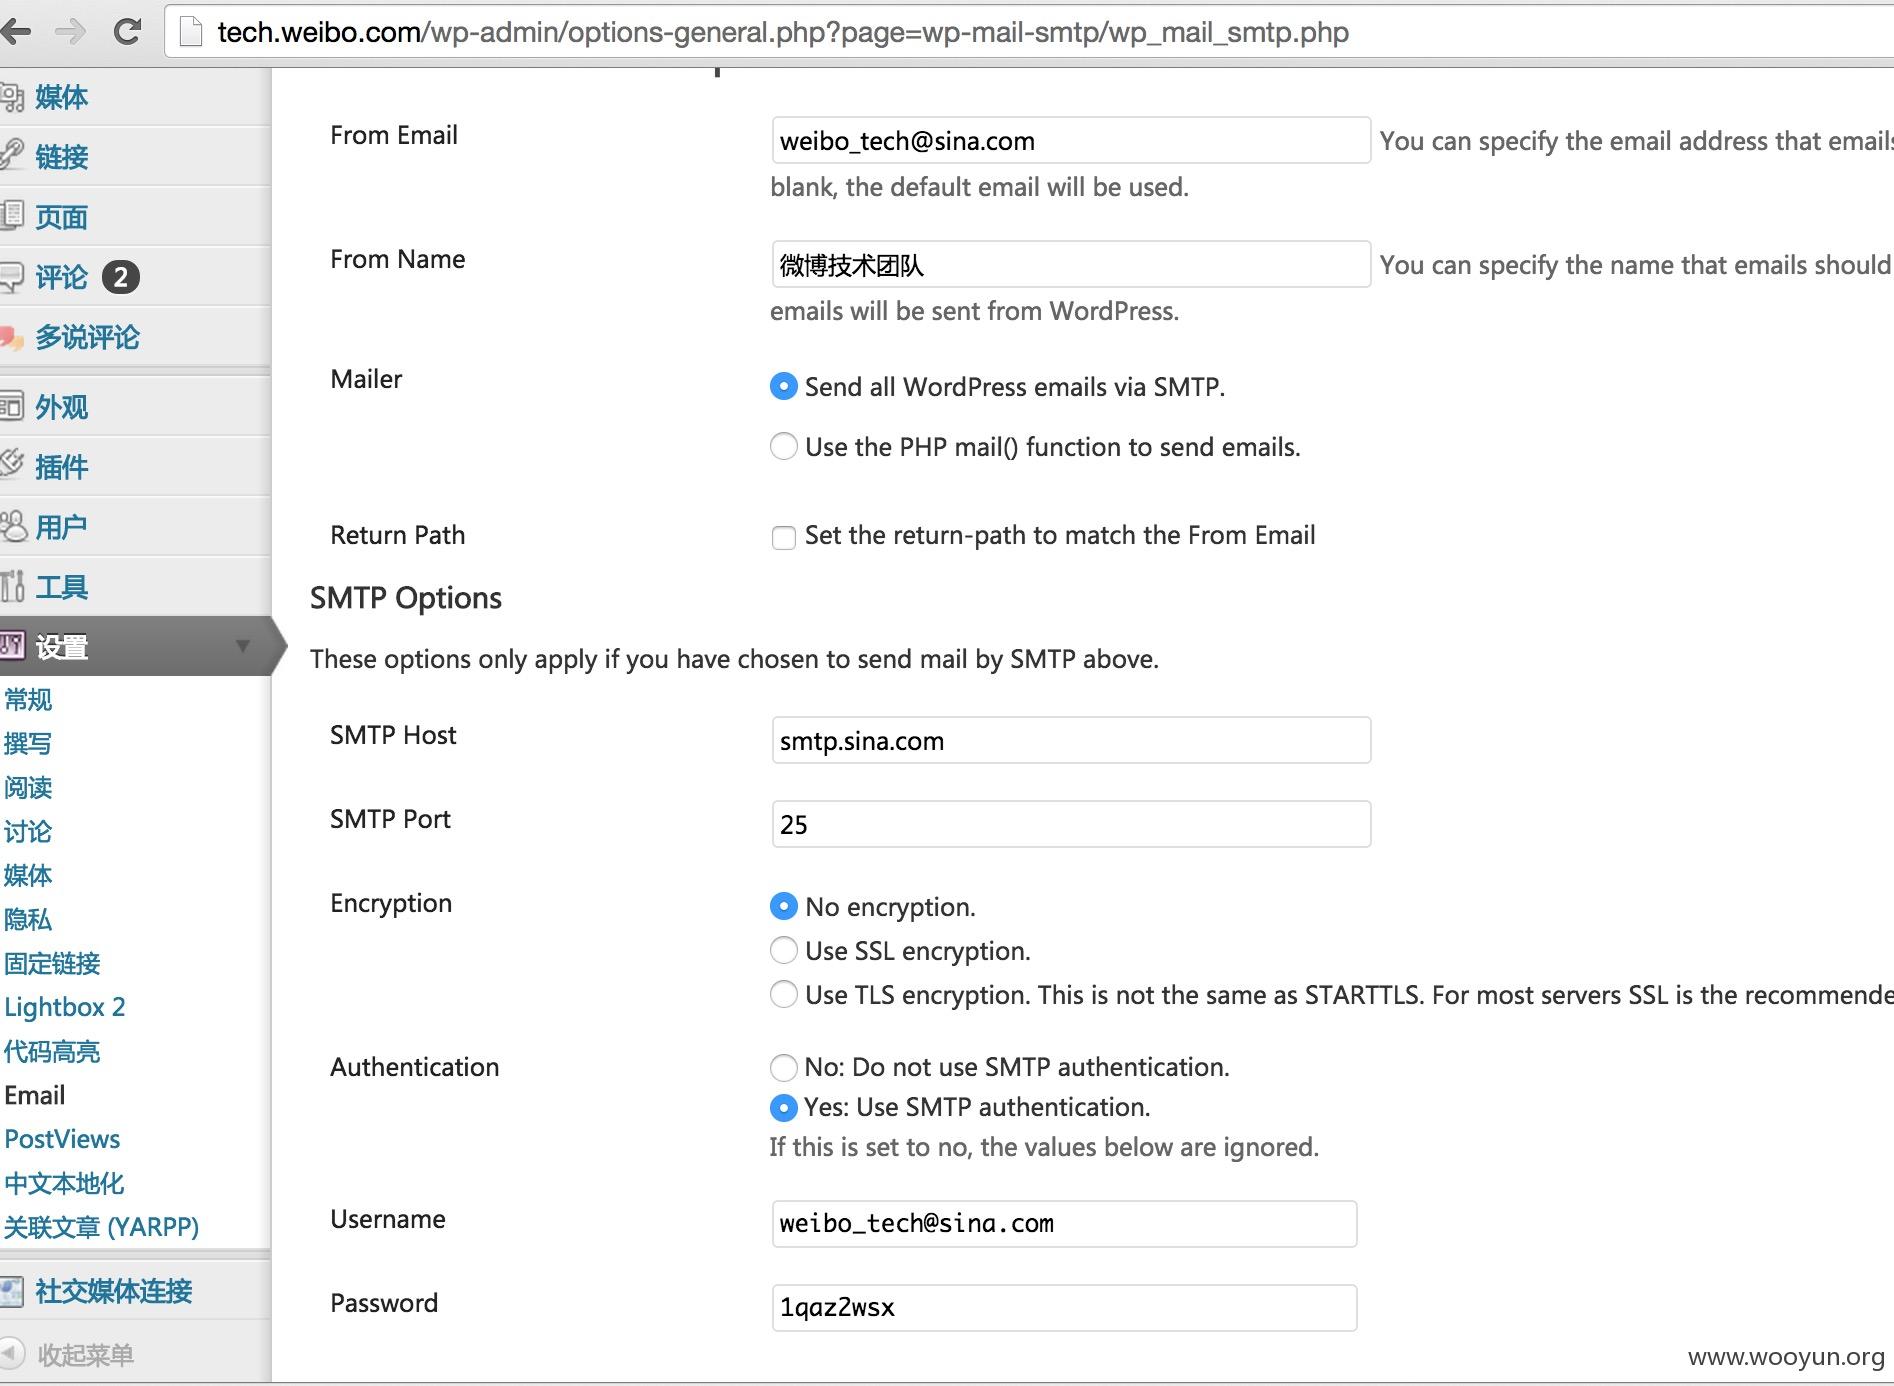 tech.weibo.com/wp-admin/options-general.php?page=wp-mail-smtp/wp_mail_smtp.php
媒体
链接
页面
评论 2
多说评论
外观
插件
用户
工具
设置
常规
撰写
阅读
讨论
媒体
隐私
固定链接
Lightbox 2
代码高亮
Email
PostViews
中文本地化
关联文章 (YARPP)
社交媒体连接
收起菜单
From Email
weibo_tech@sina.com
You can specify the email address that emails
blank, the default email will be used.
From Name
微博技术团队
You can specify the name that emails should
emails will be sent from WordPress.
Mailer
Send all WordPress emails via SMTP.
Use the PHP mail() function to send emails.
Return Path
Set the return-path to match the From Email
SMTP Options
These options only apply if you have chosen to send mail by SMTP above.
SMTP Host
smtp.sina.com
SMTP Port
25
Encryption
No encryption.
Use SSL encryption.
Use TLS encryption. This is not the same as STARTTLS. For most servers SSL is the recommende
Authentication
No: Do not use SMTP authentication.
Yes: Use SMTP authentication.
If this is set to no, the values below are ignored.
Username
weibo_tech@sina.com
Password
1qaz2wsx
www.wooyun.org